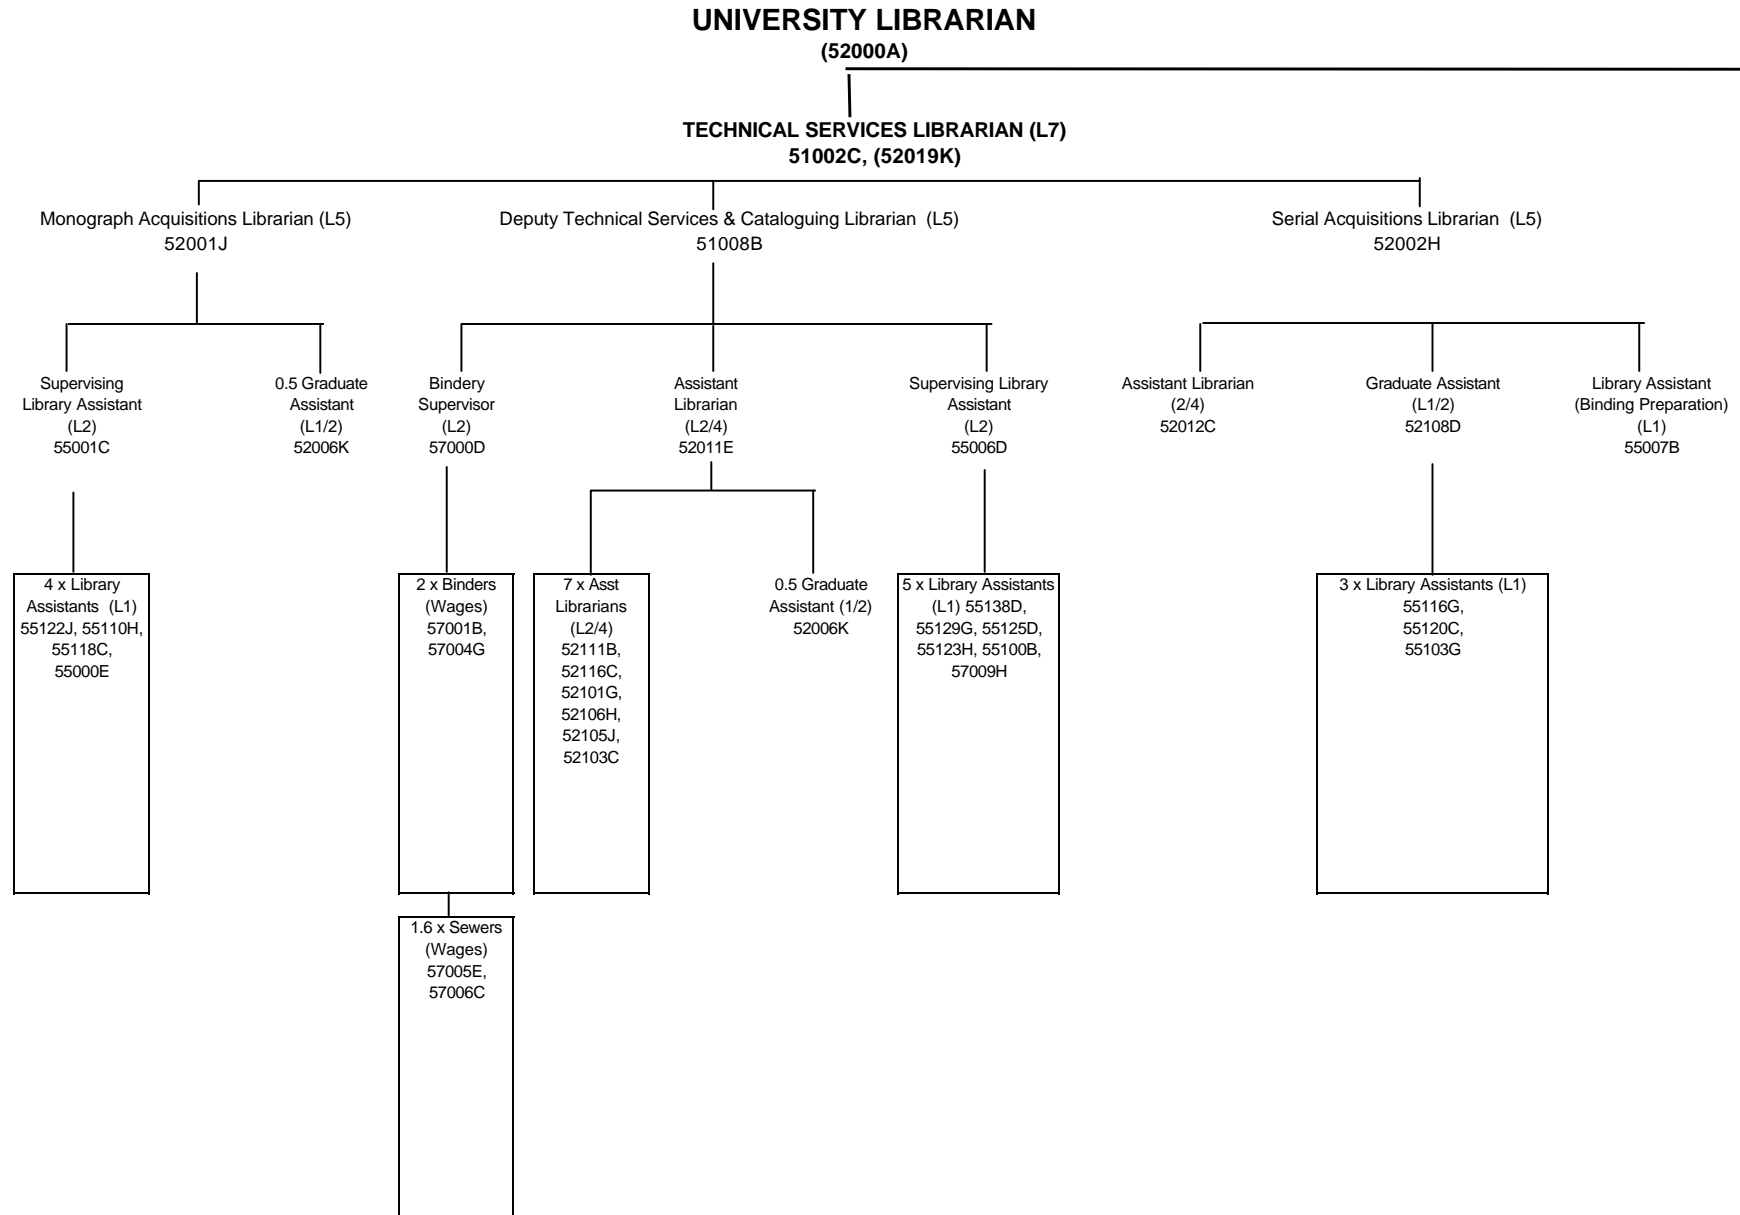 UNIVERSITY LIBRARIAN
(52000A)
TECHNICAL SERVICES LIBRARIAN (L7)
51002C, (52019K)
Monograph Acquisitions Librarian (L5)
52001J
Deputy Technical Services & Cataloguing Librarian (L5)
51008B
Serial Acquisitions Librarian (L5)
52002H
Supervising
Library Assistant
(L2)
55001C
0.5 Graduate
Assistant
(L1/2)
52006K
Bindery
Supervisor
(L2)
57000D
Assistant
Librarian
(L2/4)
52011E
Supervising Library
Assistant
(L2)
55006D
Assistant Librarian
(2/4)
52012C
Graduate Assistant
(L1/2)
52108D
Library Assistant
(Binding Preparation)
(L1)
55007B
4 x Library
Assistants (L1)
55122J, 55110H,
55118C,
55000E
2 x Binders
(Wages)
57001B,
57004G
7 x Asst
Librarians
(L2/4)
52111B,
52116C,
52101G,
52106H,
52105J,
52103C
0.5 Graduate
Assistant (1/2)
52006K
5 x Library Assistants
(L1) 55138D,
55129G, 55125D,
55123H, 55100B,
57009H
3 x Library Assistants (L1)
55116G,
55120C,
55103G
1.6 x Sewers
(Wages)
57005E,
57006C